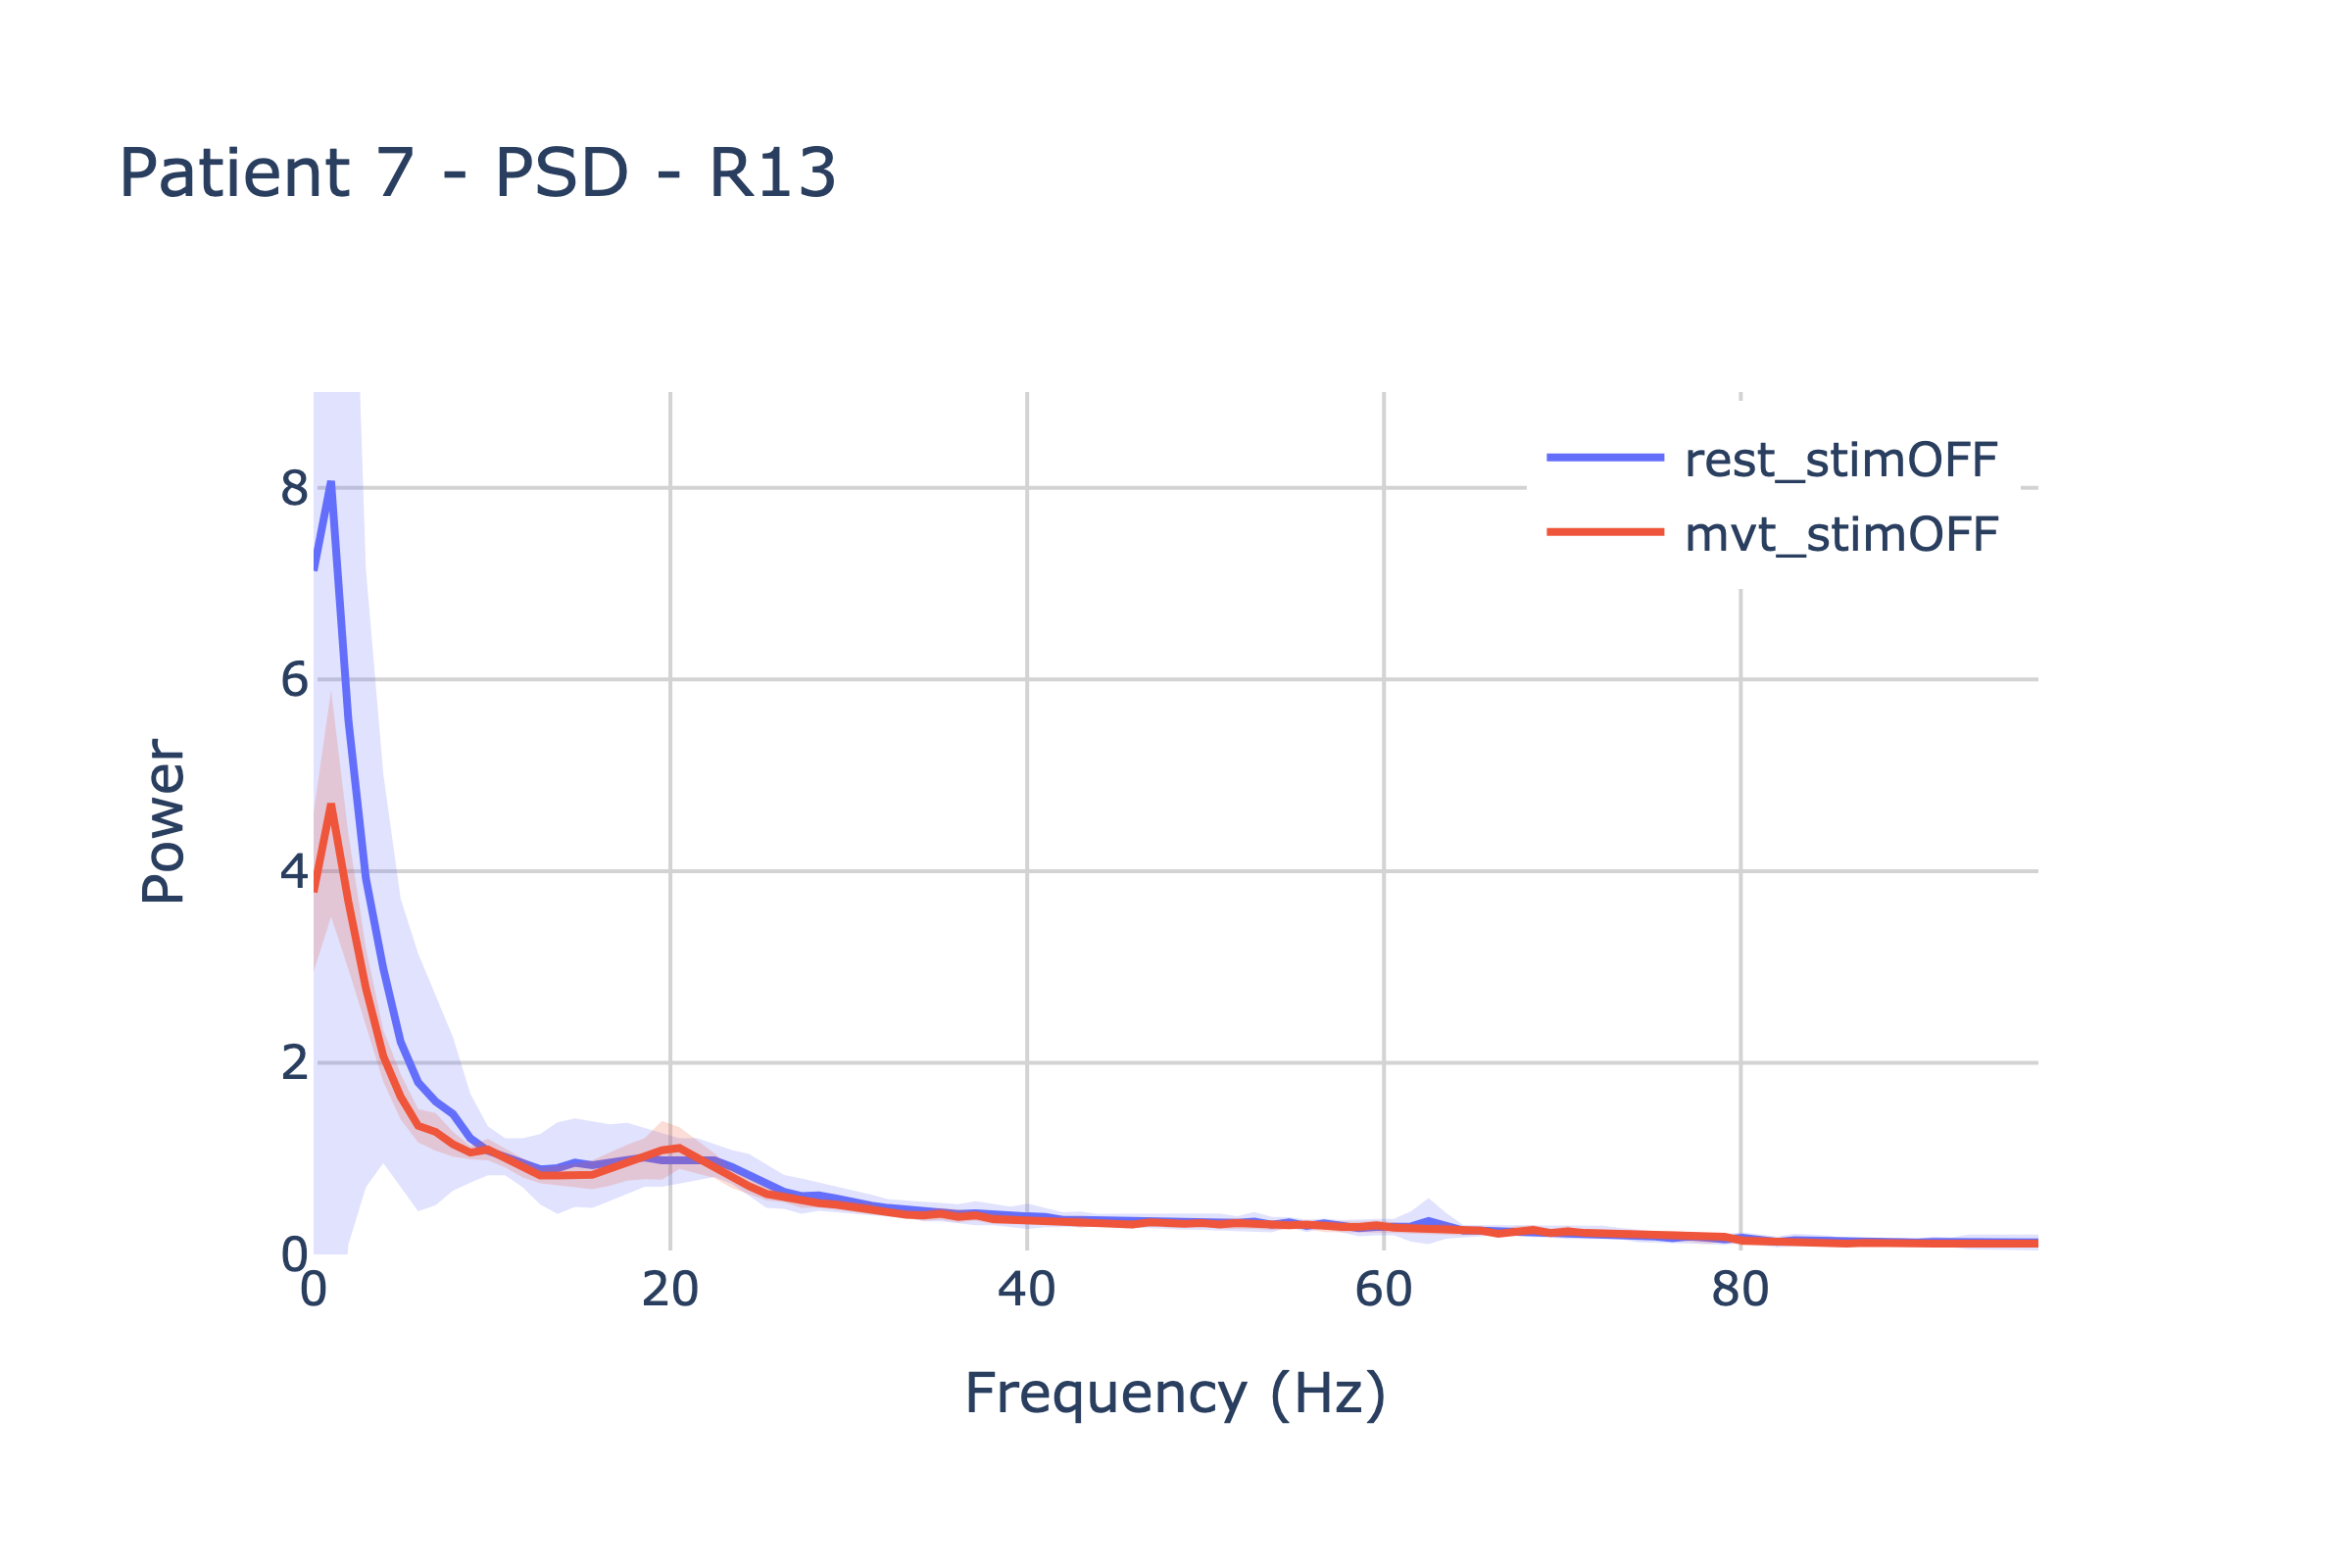 Patient 7 - PSD - R13
rest_stimOFF
mvt_stimOFF
8
6
4
2
0
Power
0 20 40 60 80
Frequency (Hz)